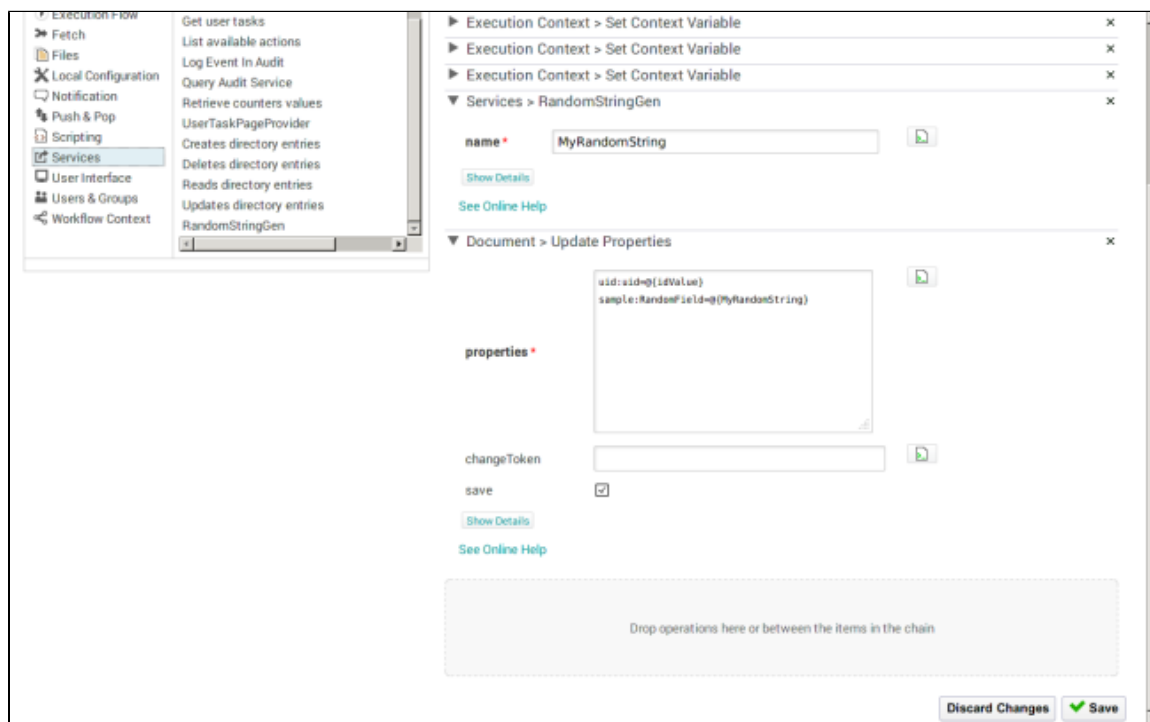 Execution Flow
Fetch
Files
Local Configuration
Notification
Push & Pop
Scripting
Services
User Interface
Users & Groups
Workflow Context
Get user tasks
List available actions
Log Event In Audit
Query Audit Service
Retrieve counters values
UserTaskPageProvider
Creates directory entries
Deletes directory entries
Reads directory entries
Updates directory entries
RandomStringGen
Execution Context > Set Context Variable
Execution Context > Set Context Variable
Execution Context > Set Context Variable
Services > RandomStringGen
name * MyRandomString
Show Details
See Online Help
Document > Update Properties
uid:uid=@{idValue}
sample:RandomField=@{MyRandomString}
properties *
changeToken
save
Show Details
See Online Help
Drop operations here or between the items in the chain
Discard Changes Save